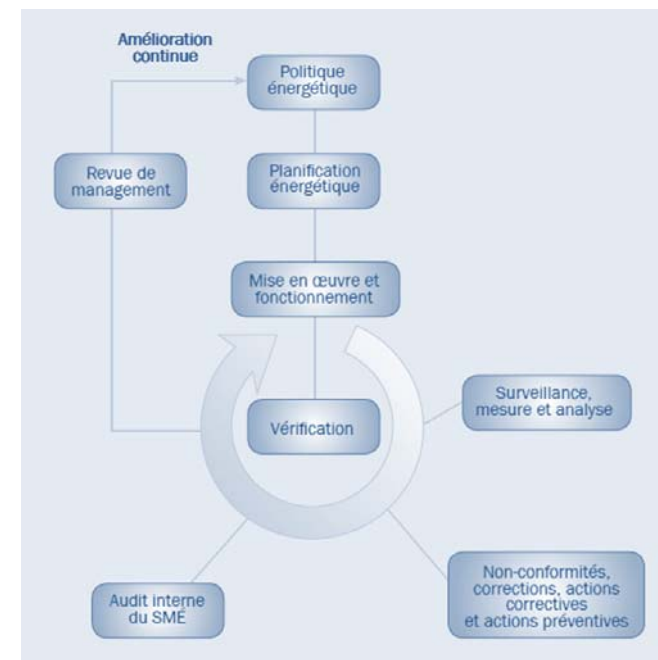 Amélioration
continue
Politique
énergétique
Revue de
management
Planification
énergétique
Mise en œuvre et
fonctionnement
Surveillance,
mesure et analyse
Vérification
Non-conformités,
corrections, actions
correctives
et actions préventives
Audit interne
du SMÉ